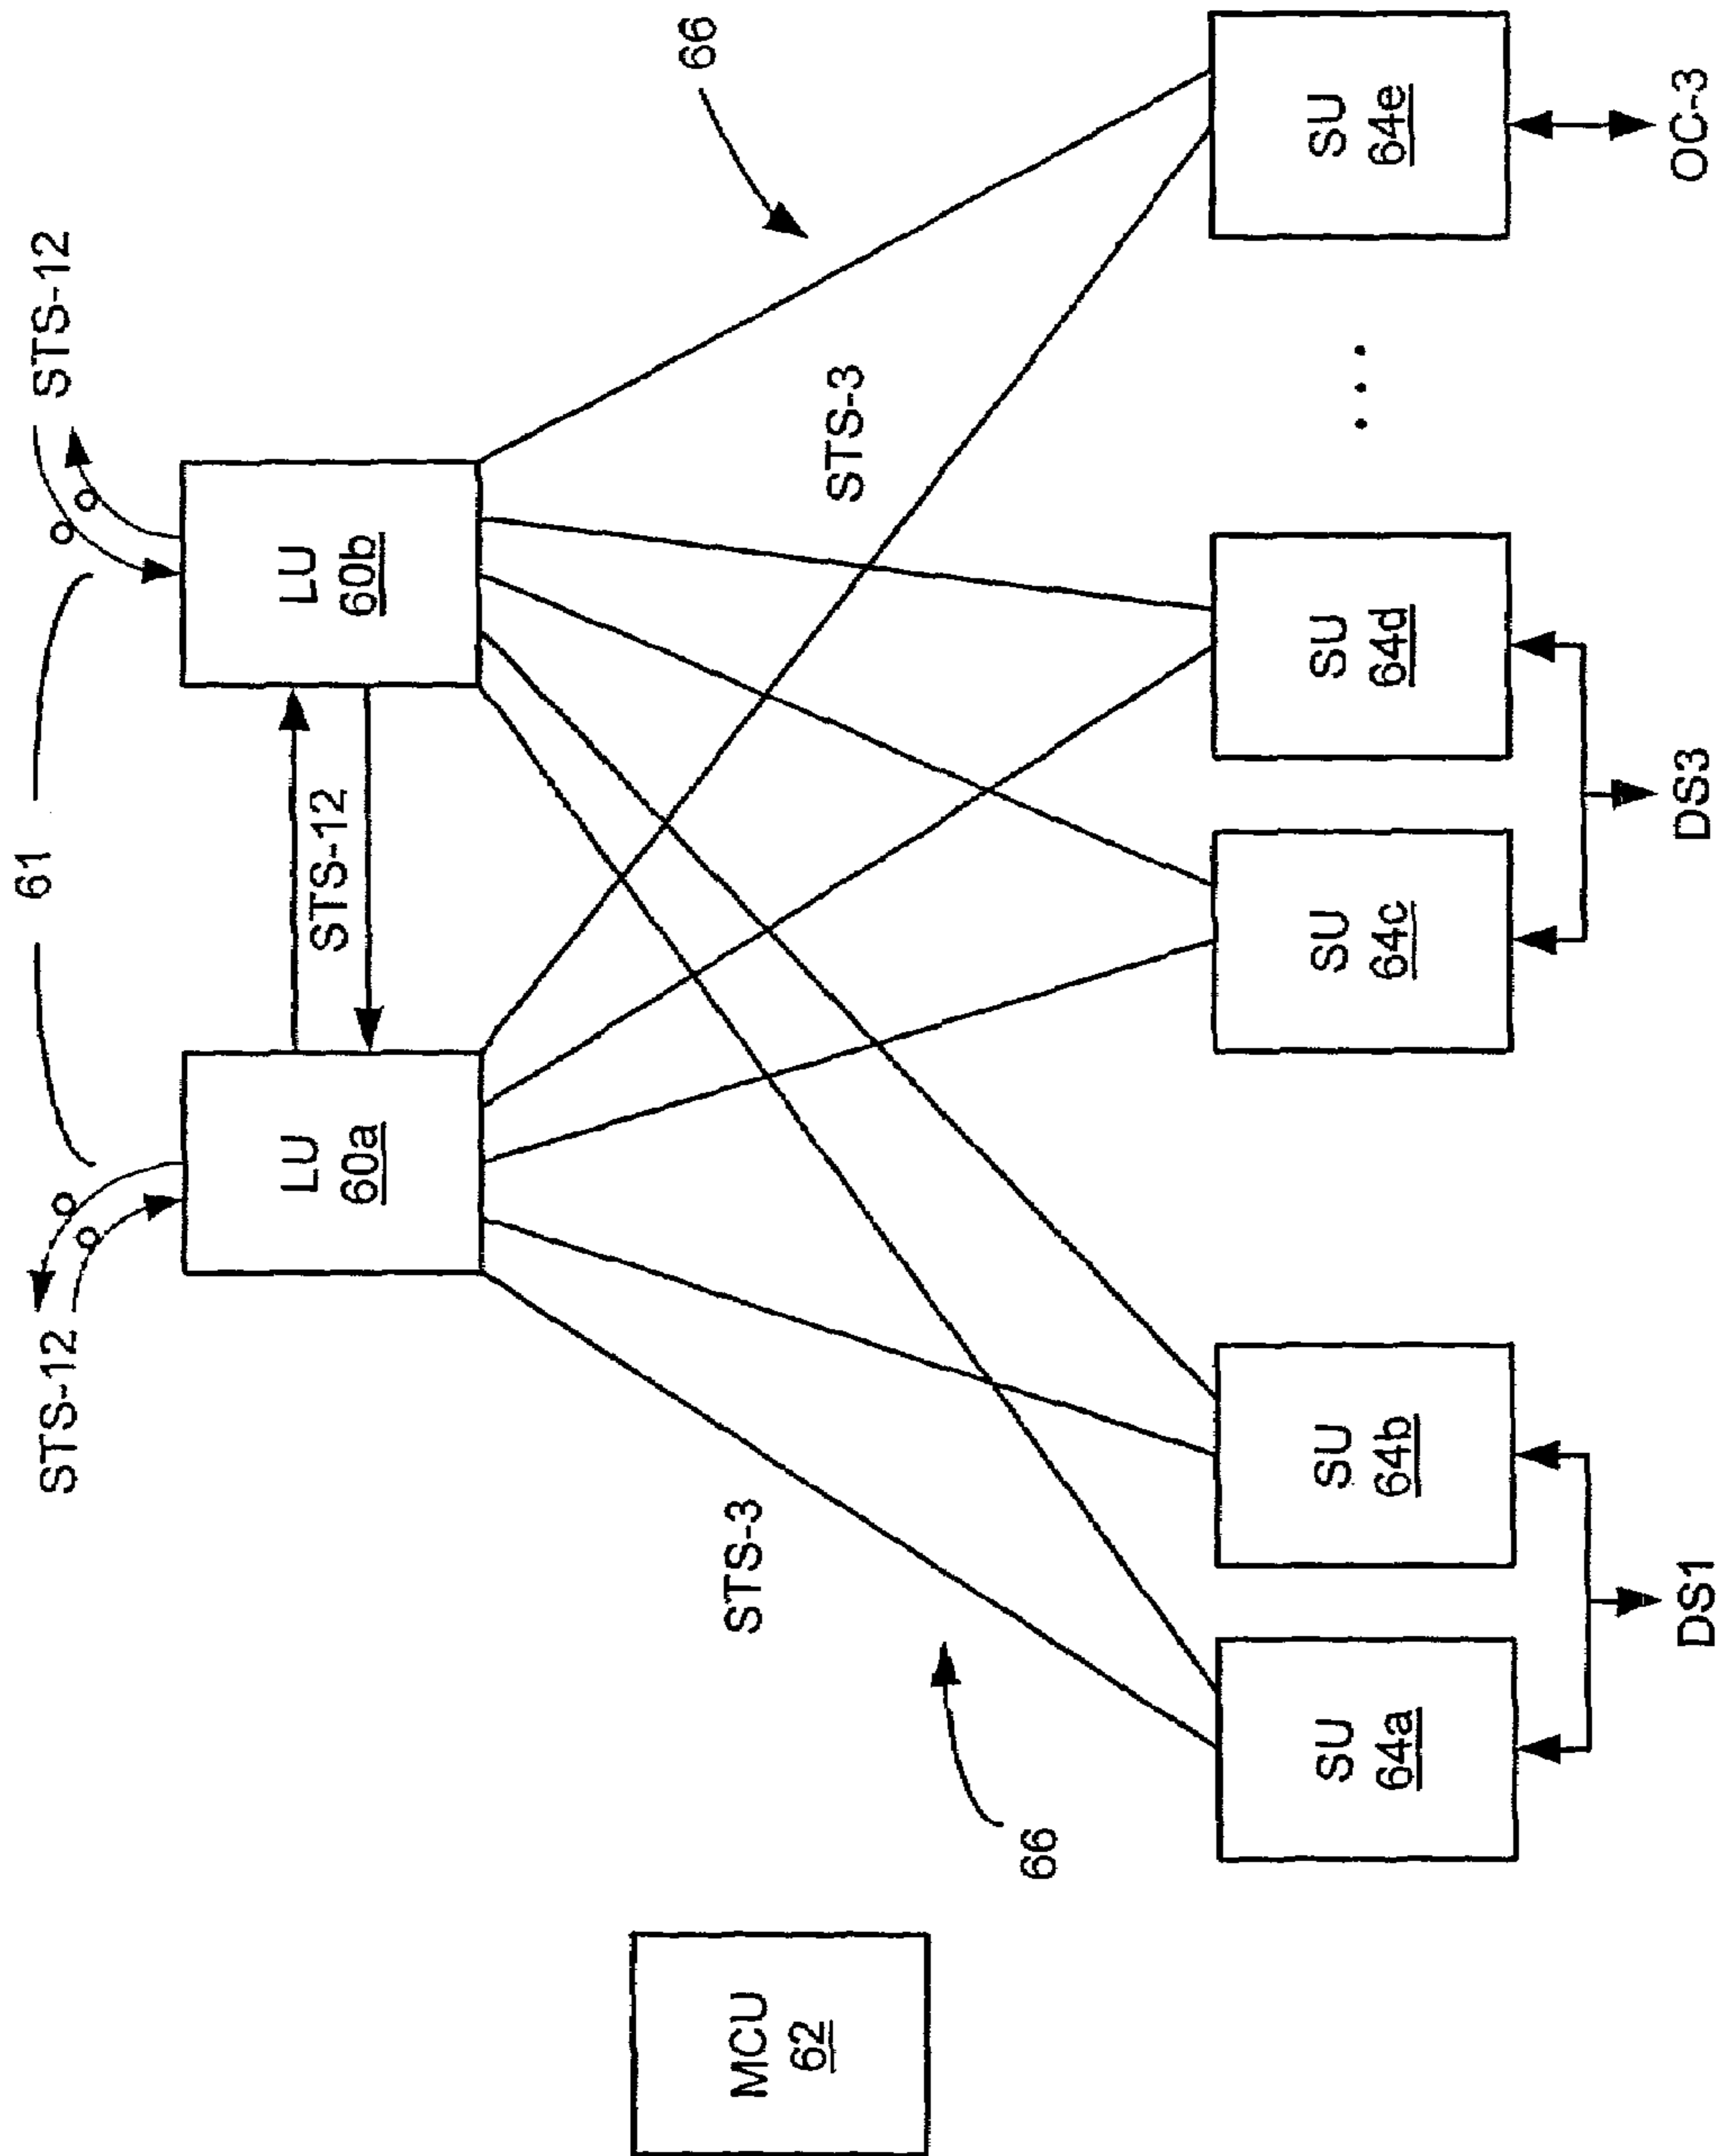 61
STS-12
STS-12
LU
60a
STS-12
LU
60b
MCU
62
STS-3
66
STS-3
66
SU
64a
SU
64b
SU
64c
SU
64d
...
SU
64e
DS1
DS3
OC-3